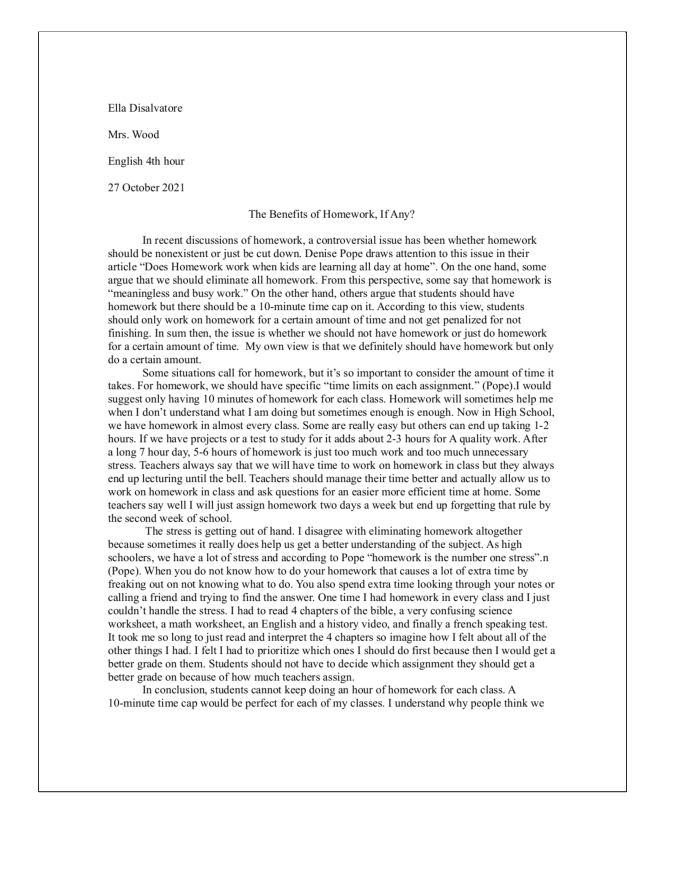 Ella Disalvatore
Mrs. Wood
English 4th hour
27 October 2021
The Benefits of Homework, If Any?
In recent discussions of homework, a controversial issue has been whether homework
should be nonexistent or just be cut down. Denise Pope draws attention to this issue in their
article “Does Homework work when kids are learning all day at home”. On the one hand, some
argue that we should eliminate all homework. From this perspective, some say that homework is
“meaningless and busy work.” On the other hand, others argue that students should have
homework but there should be a 10-minute time cap on it. According to this view, students
should only work on homework for a certain amount of time and not get penalized for not
finishing. In sum then, the issue is whether we should not have homework or just do homework
for a certain amount of time.  My own view is that we definitely should have homework but only
do a certain amount.
Some situations call for homework, but it’s so important to consider the amount of time it
takes. For homework, we should have specific “time limits on each assignment.” (Pope).I would
suggest only having 10 minutes of homework for each class. Homework will sometimes help me
when I don’t understand what I am doing but sometimes enough is enough. Now in High School,
we have homework in almost every class. Some are really easy but others can end up taking 1-2
hours. If we have projects or a test to study for it adds about 2-3 hours for A quality work. After
a long 7 hour day, 5-6 hours of homework is just too much work and too much unnecessary
stress. Teachers always say that we will have time to work on homework in class but they always
end up lecturing until the bell. Teachers should manage their time better and actually allow us to
work on homework in class and ask questions for an easier more efficient time at home. Some
teachers say well I will just assign homework two days a week but end up forgetting that rule by
the second week of school.
The stress is getting out of hand. I disagree with eliminating homework altogether
because sometimes it really does help us get a better understanding of the subject. As high
schoolers, we have a lot of stress and according to Pope “homework is the number one stress”.n
(Pope). When you do not know how to do your homework that causes a lot of extra time by
freaking out on not knowing what to do. You also spend extra time looking through your notes or
calling a friend and trying to find the answer. One time I had homework in every class and I just
couldn’t handle the stress. I had to read 4 chapters of the bible, a very confusing science
worksheet, a math worksheet, an English and a history video, and finally a french speaking test.
It took me so long to just read and interpret the 4 chapters so imagine how I felt about all of the
other things I had. I felt I had to prioritize which ones I should do first because then I would get a
better grade on them. Students should not have to decide which assignment they should get a
better grade on because of how much teachers assign.
In conclusion, students cannot keep doing an hour of homework for each class. A
10-minute time cap would be perfect for each of my classes. I understand why people think we